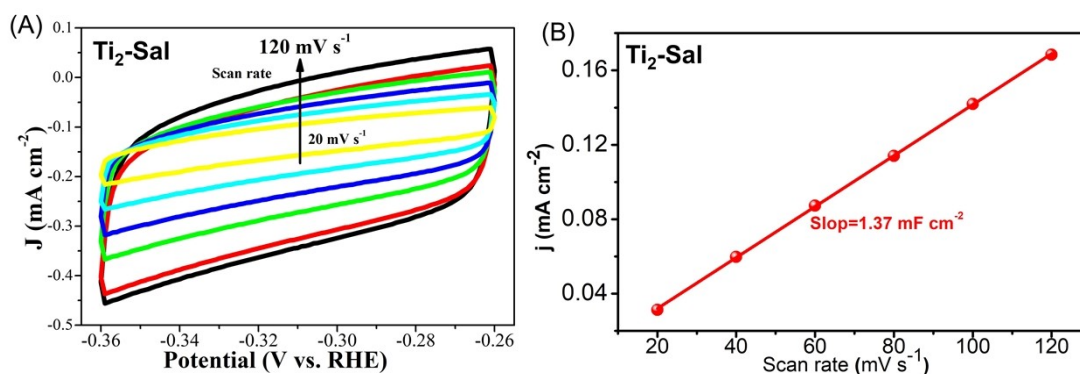 (A)
Ti₂-Sal
120 mV s⁻¹
Scan rate
20 mV s⁻¹
0.1
0.0
-0.1
-0.2
-0.3
-0.4
-0.5
J (mA cm⁻²)
-0.36 -0.34 -0.32 -0.30 -0.28 -0.26
Potential (V vs. RHE)
(B)
Ti₂-Sal
0.16
0.12
0.08
0.04
j (mA cm⁻²)
Slop=1.37 mF cm⁻²
20 40 60 80 100 120
Scan rate (mV s⁻¹)